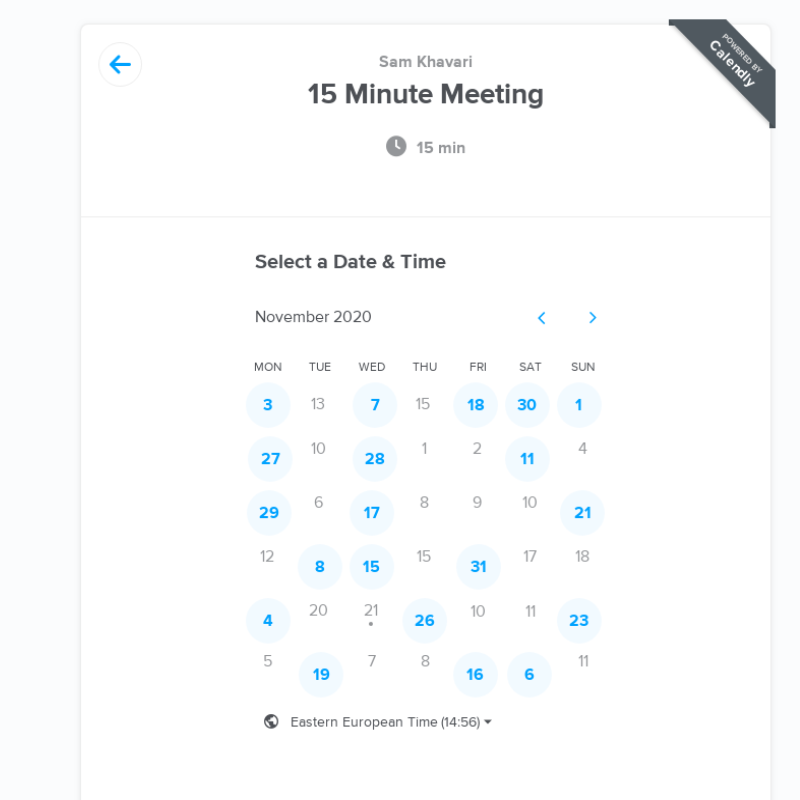 Sam Khavari
POWERED BY
Calendly
15 Minute Meeting
15 min
Select a Date & Time
November 2020
MON TUE WED THU FRI SAT SUN
3 13 7 15 18 30 1
27 10 28 1 2 11 4
29 6 17 8 9 10 21
12 8 15 15 31 17 18
4 20 21 26 10 11 23
5 19 7 8 16 6 11
Eastern European Time (14:56)